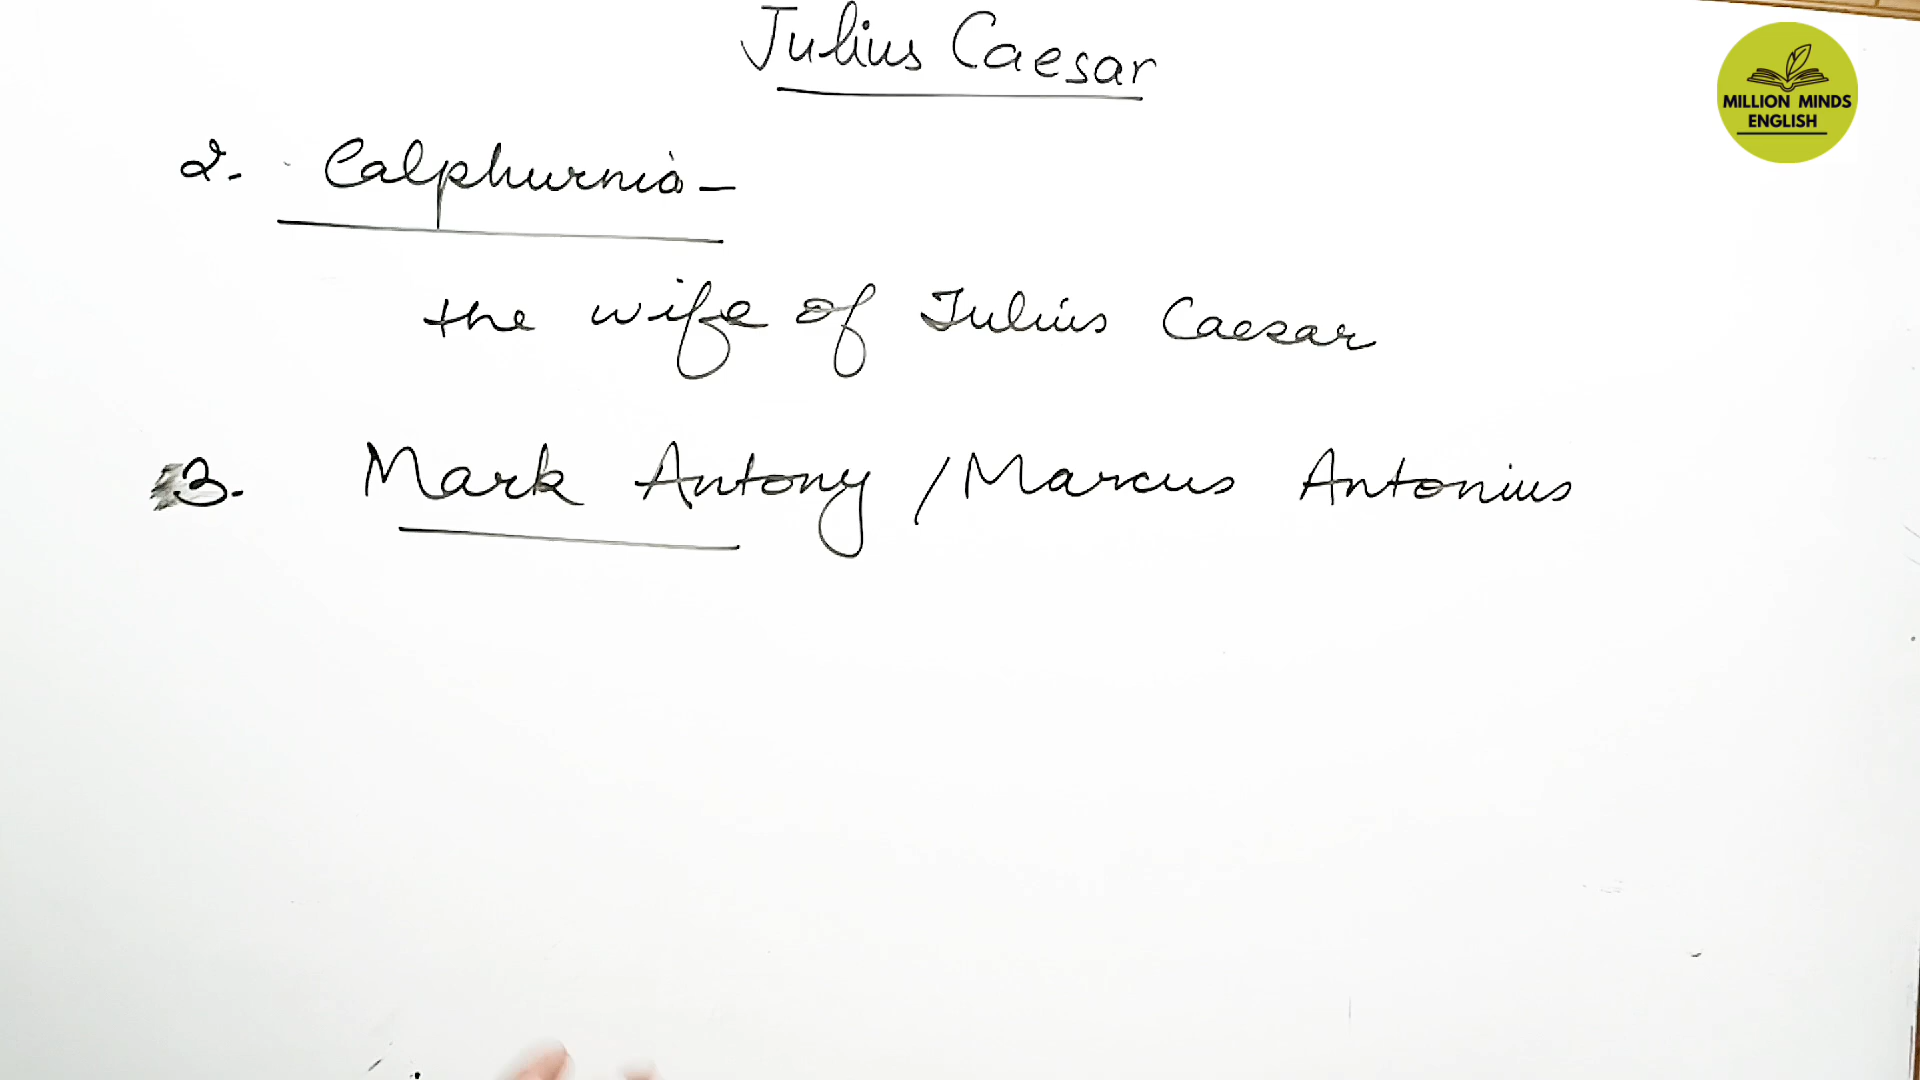 Julius Caesar
MILLION MINDS
ENGLISH
2. Calphurnia -
the wife of Julius Caesar
3. Mark Antony / Marcus Antonius